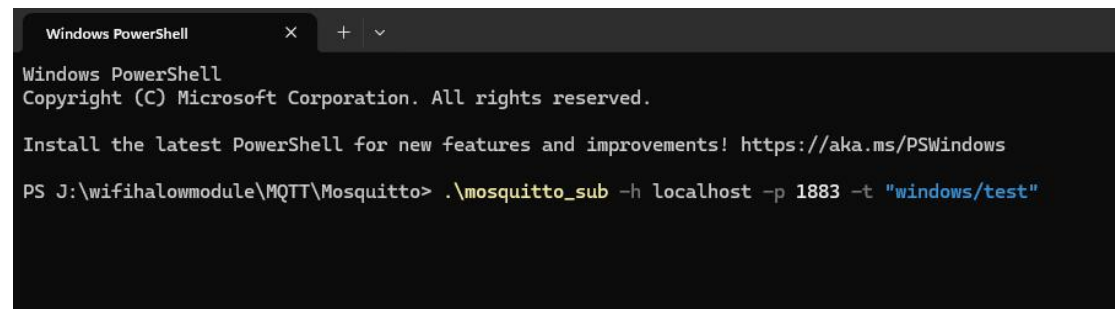 Windows PowerShell
Windows PowerShell
Copyright (C) Microsoft Corporation. All rights reserved.
Install the latest PowerShell for new features and improvements! https://aka.ms/PSWindows
PS J:\wifihalowmodule\MQTT\Mosquitto> .\mosquitto_sub -h localhost -p 1883 -t "windows/test"